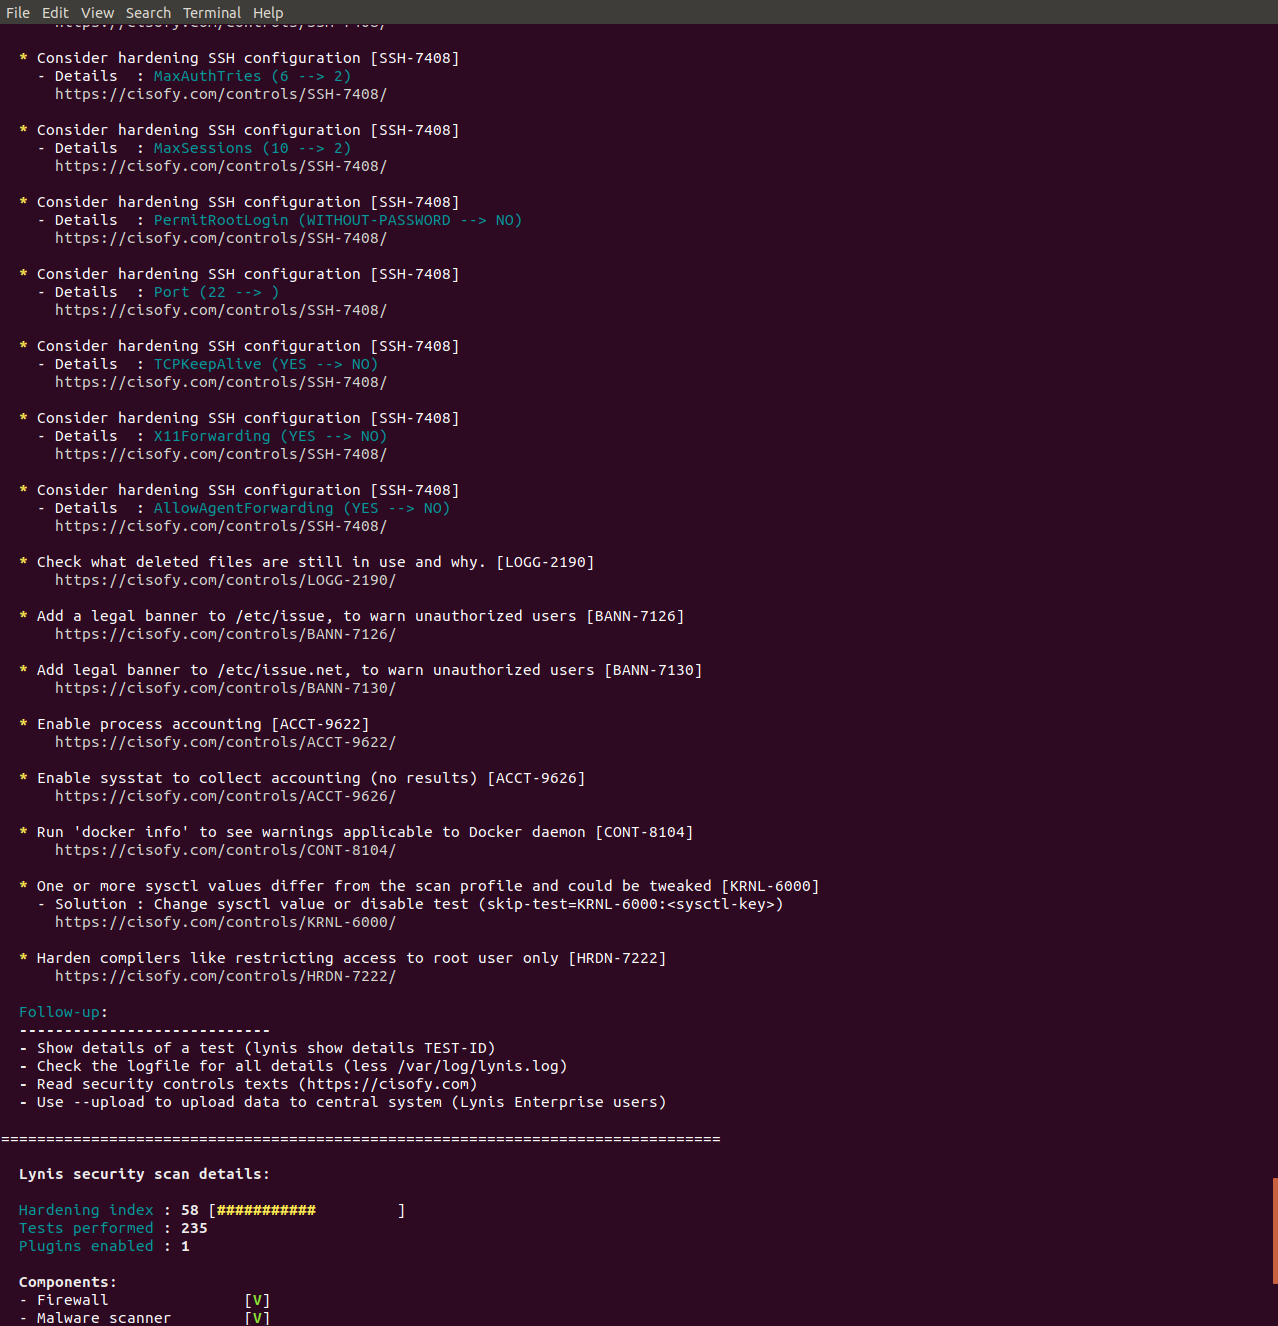 File Edit View Search Terminal Help
https://cisofy.com/controls/SSH-7408/
* Consider hardening SSH configuration [SSH-7408]
- Details : MaxAuthTries (6 --> 2)
https://cisofy.com/controls/SSH-7408/
* Consider hardening SSH configuration [SSH-7408]
- Details : MaxSessions (10 --> 2)
https://cisofy.com/controls/SSH-7408/
* Consider hardening SSH configuration [SSH-7408]
- Details : PermitRootLogin (WITHOUT-PASSWORD --> NO)
https://cisofy.com/controls/SSH-7408/
* Consider hardening SSH configuration [SSH-7408]
- Details : Port (22 --> )
https://cisofy.com/controls/SSH-7408/
* Consider hardening SSH configuration [SSH-7408]
- Details : TCPKeepAlive (YES --> NO)
https://cisofy.com/controls/SSH-7408/
* Consider hardening SSH configuration [SSH-7408]
- Details : X11Forwarding (YES --> NO)
https://cisofy.com/controls/SSH-7408/
* Consider hardening SSH configuration [SSH-7408]
- Details : AllowAgentForwarding (YES --> NO)
https://cisofy.com/controls/SSH-7408/
* Check what deleted files are still in use and why. [LOGG-2190]
https://cisofy.com/controls/LOGG-2190/
* Add a legal banner to /etc/issue, to warn unauthorized users [BANN-7126]
https://cisofy.com/controls/BANN-7126/
* Add legal banner to /etc/issue.net, to warn unauthorized users [BANN-7130]
https://cisofy.com/controls/BANN-7130/
* Enable process accounting [ACCT-9622]
https://cisofy.com/controls/ACCT-9622/
* Enable sysstat to collect accounting (no results) [ACCT-9626]
https://cisofy.com/controls/ACCT-9626/
* Run 'docker info' to see warnings applicable to Docker daemon [CONT-8104]
https://cisofy.com/controls/CONT-8104/
* One or more sysctl values differ from the scan profile and could be tweaked [KRNL-6000]
- Solution : Change sysctl value or disable test (skip-test=KRNL-6000:<sysctl-key>)
https://cisofy.com/controls/KRNL-6000/
* Harden compilers like restricting access to root user only [HRDN-7222]
https://cisofy.com/controls/HRDN-7222/
Follow-up:
----------------------------
- Show details of a test (lynis show details TEST-ID)
- Check the logfile for all details (less /var/log/lynis.log)
- Read security controls texts (https://cisofy.com)
- Use --upload to upload data to central system (Lynis Enterprise users)
================================================================================
Lynis security scan details:
Hardening index : 58 [########### ]
Tests performed : 235
Plugins enabled : 1
Components:
- Firewall [V]
- Malware scanner [V]